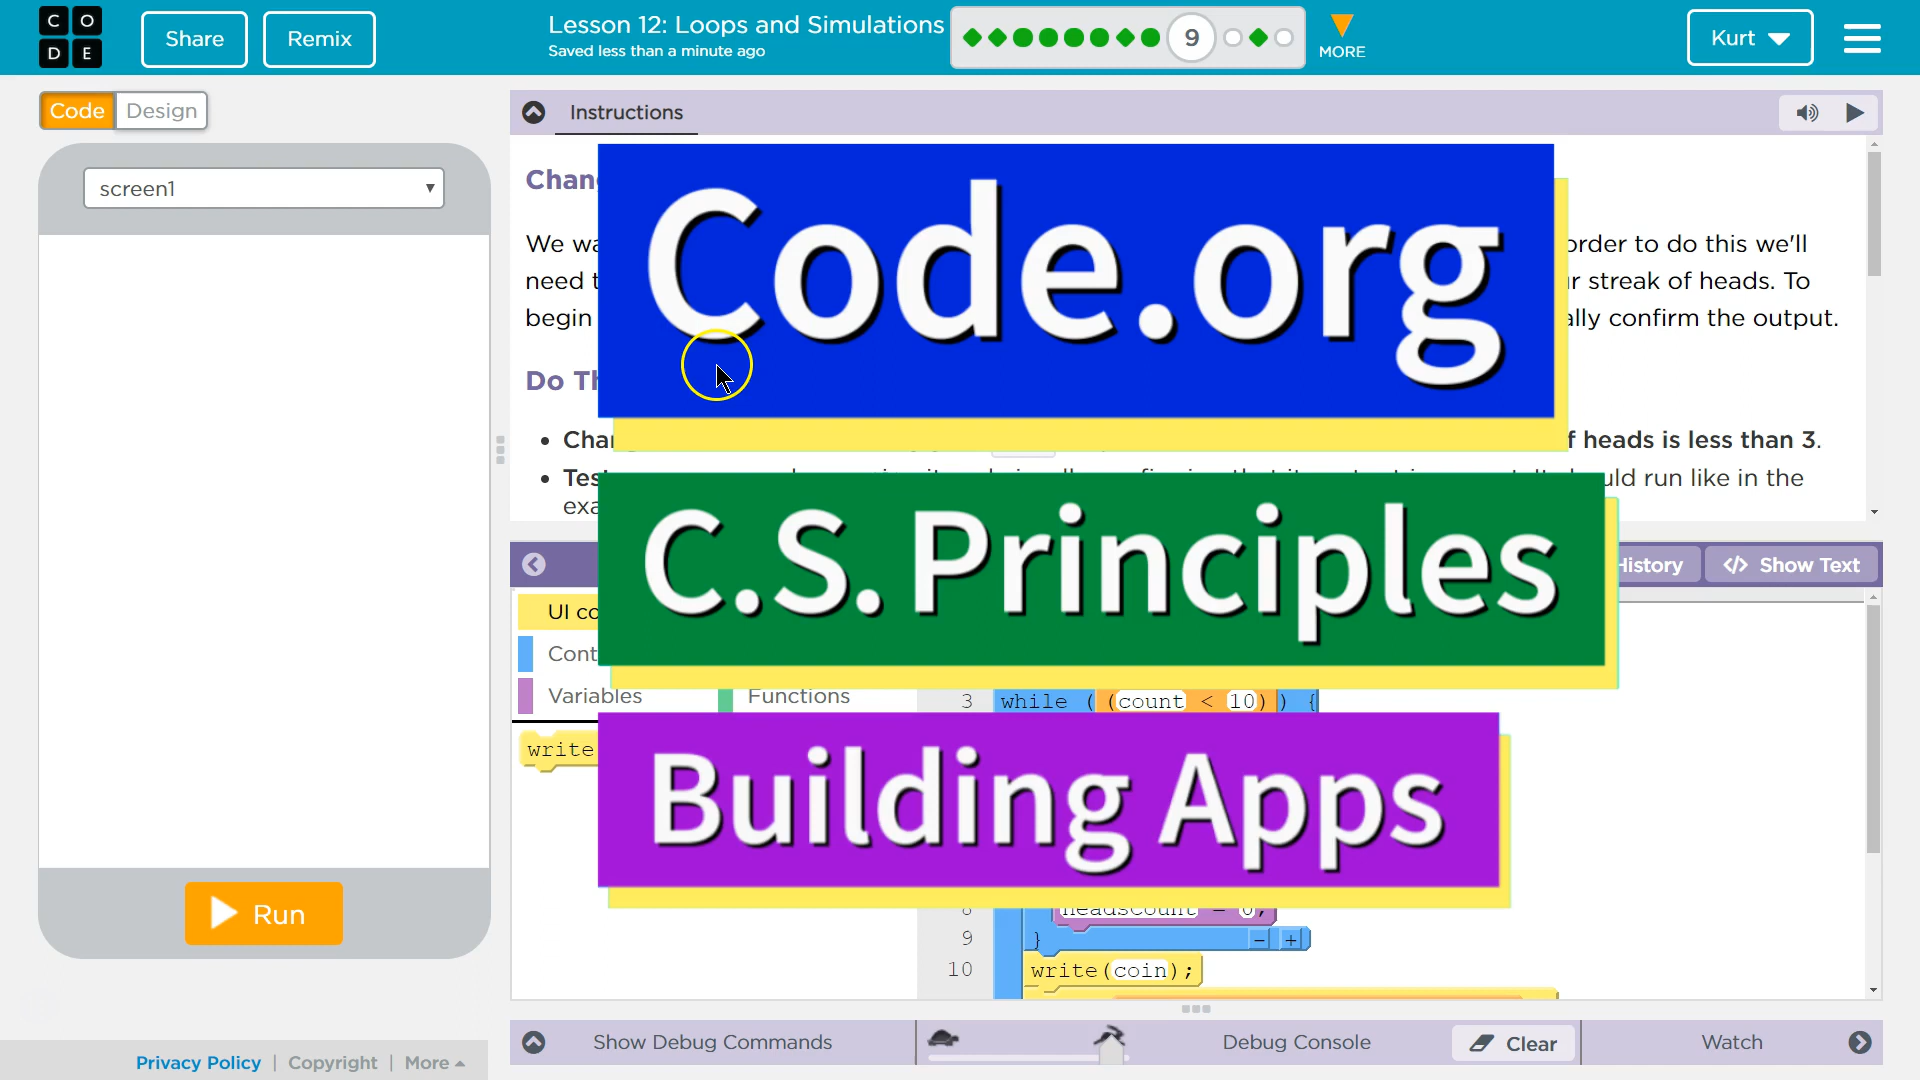 CODE
Share
Remix
Lesson 12: Loops and Simulations
Saved less than a minute ago
9
MORE
Kurt
Code
Design
Instructions
screen1
Chan
We wa
order to do this we'll
need t
r streak of heads. To
begin
ally confirm the output.
Do Th
Char
f heads is less than 3.
Tes
uld run like in the
exa
Code.org
C.S. Principles
Building Apps
History
Show Text
UI co
Cont
Variables
Functions
write
3 while ( (count < 10) ) {
8 headsCount = 0;
9 }
- +
10 write(coin);
Run
Show Debug Commands
Debug Console
Clear
Watch
Privacy Policy | Copyright | More